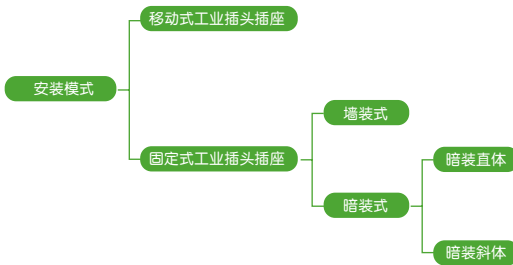 移动式工业插头插座
安装模式
墙装式
固定式工业插头插座
暗装直体
暗装式
暗装斜体